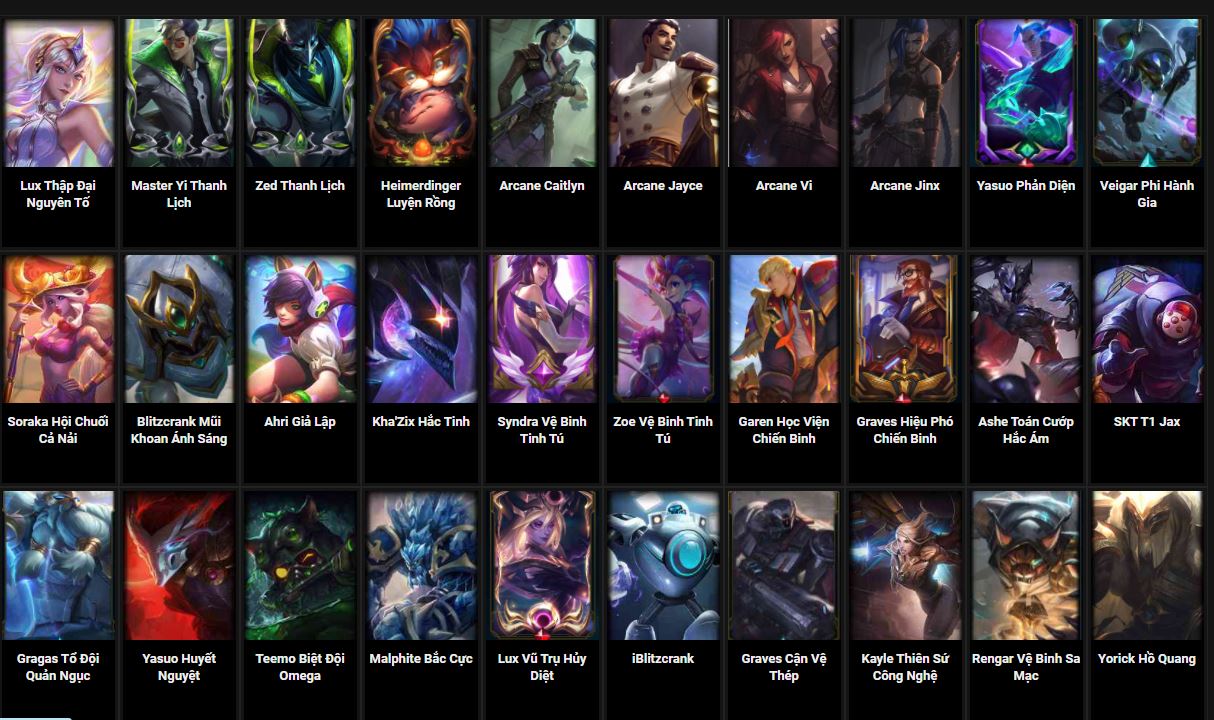 Lux Thập Đại
Nguyên Tố
Master Yi Thanh
Lịch
Zed Thanh Lịch
Heimerdinger
Luyện Rồng
Arcane Caitlyn
Arcane Jayce
Arcane Vi
Arcane Jinx
Yasuo Phản Diện
Veigar Phi Hành
Gia
Soraka Hội Chuối
Cả Nải
Blitzcrank Mũi
Khoan Ánh Sáng
Ahri Giả Lập
Kha'Zix Hắc Tinh
Syndra Vệ Binh
Tinh Tú
Zoe Vệ Binh Tinh
Tú
Garen Học Viện
Chiến Binh
Graves Hiệu Phó
Chiến Binh
Ashe Toán Cướp
Hắc Ám
SKT T1 Jax
Gragas Tổ Đội
Quản Ngục
Yasuo Huyết
Nguyệt
Teemo Biệt Đội
Omega
Malphite Bắc Cực
Lux Vũ Trụ Hủy
Diệt
iBlitzcrank
Graves Cận Vệ
Thép
Kayle Thiên Sứ
Công Nghệ
Rengar Vệ Binh Sa
Mạc
Yorick Hồ Quang